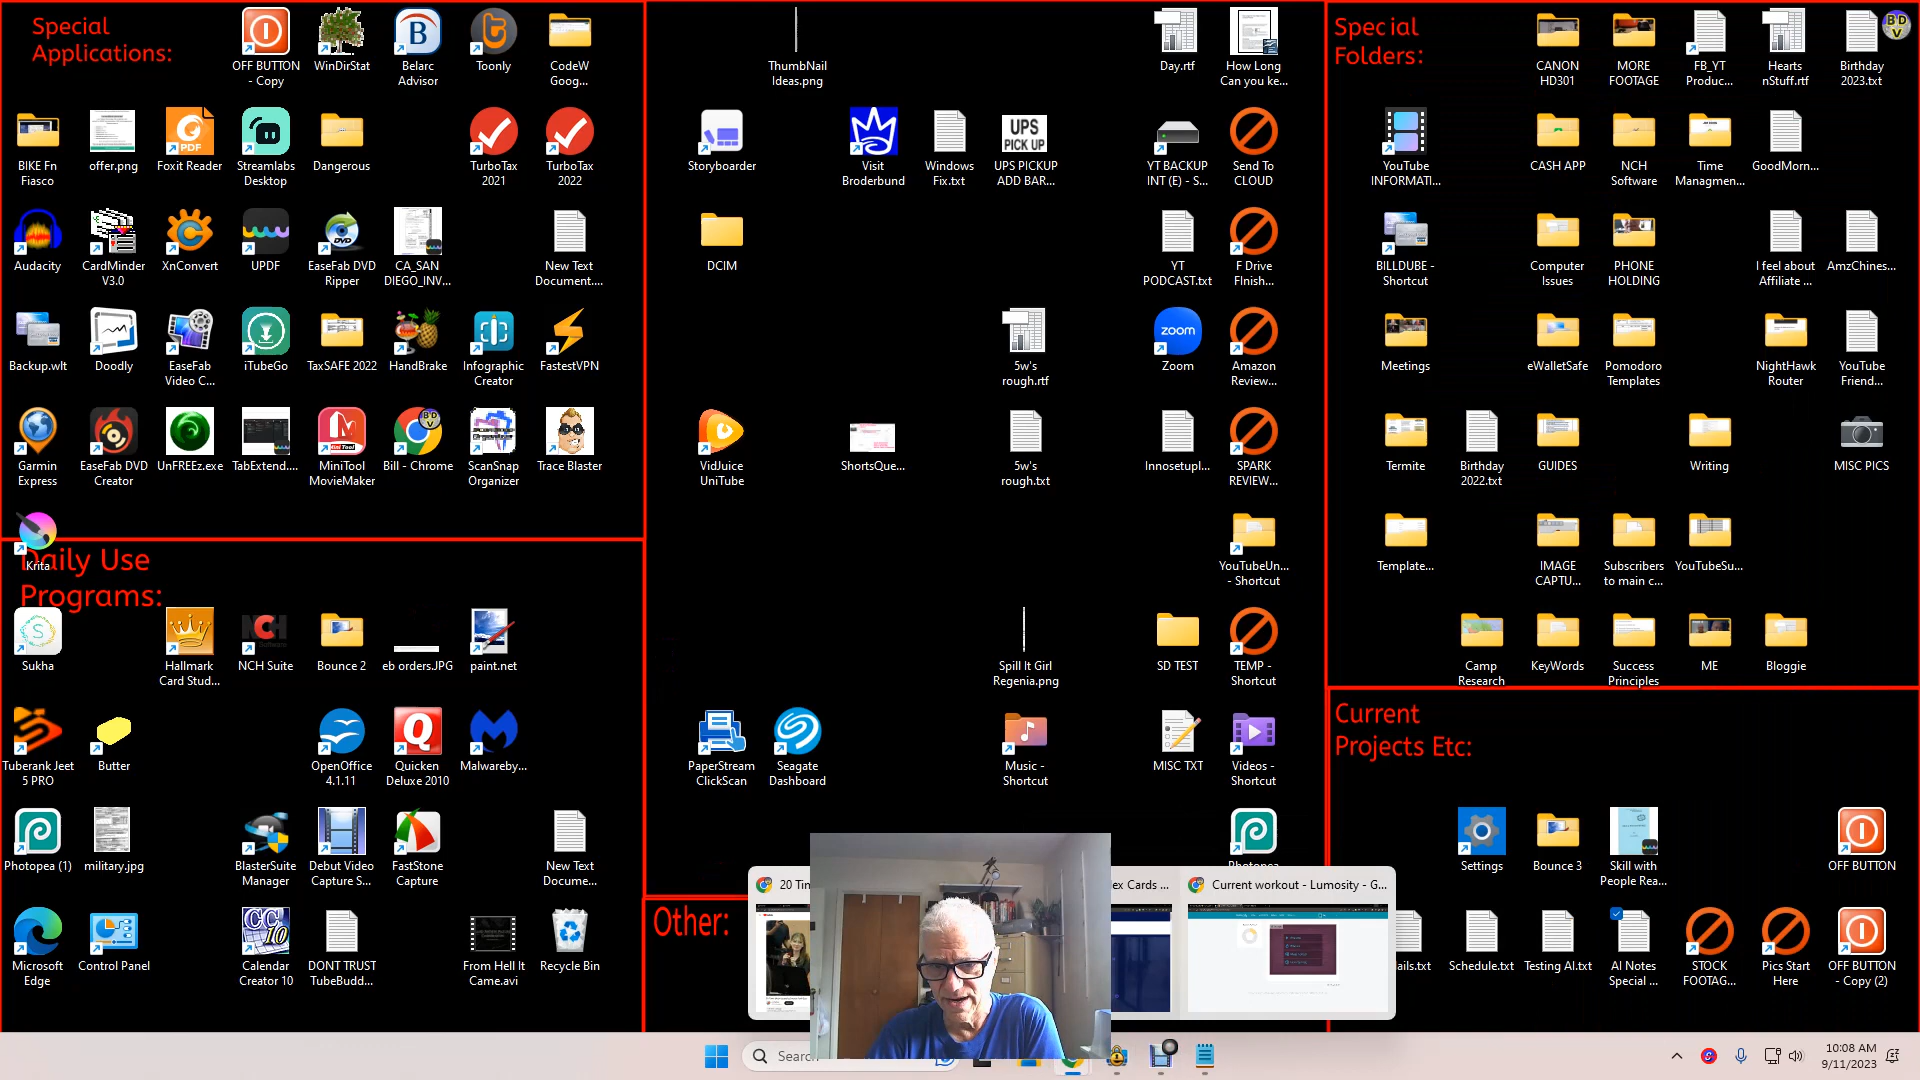 Special
Applications:
OFF BUTTON
- Copy
WinDirStat
Belarc
Advisor
Toonly
CodeW
Goog...
BIKE Fn
Fiasco
offer.png
Foxit Reader
Streamlabs
Desktop
Dangerous
TurboTax
2021
TurboTax
2022
Audacity
CardMinder
V3.0
XnConvert
UPDF
EaseFab DVD
Ripper
CA_SAN
DIEGO_INV...
New Text
Document....
Backup.wlt
Doodly
EaseFab
Video C...
iTubeGo
TaxSAFE 2022
HandBrake
Infographic
Creator
FastestVPN
Garmin
Express
EaseFab DVD
Creator
UnFREEz.exe
TabExtend....
MiniTool
MovieMaker
Bill - Chrome
ScanSnap
Organizer
Trace Blaster
Krita
Daily Use
Programs:
Sukha
Hallmark
Card Stud...
NCH Suite
Bounce 2
eb orders.JPG
paint.net
Tuberank Jeet
5 PRO
Butter
OpenOffice
4.1.11
Quicken
Deluxe 2010
Malwareby...
Photopea (1)
military.jpg
BlasterSuite
Manager
Debut Video
Capture S...
FastStone
Capture
New Text
Docume...
Microsoft
Edge
Control Panel
Calendar
Creator 10
DONT TRUST
TubeBudd...
From Hell It
Came.avi
Recycle Bin
ThumbNail
Ideas.png
Day.rtf
How Long
Can you ke...
Storyboarder
Visit
Broderbund
Windows
Fix.txt
UPS
PICK UP
UPS PICKUP
ADD BAR...
YT BACKUP
INT (E) - S...
Send To
CLOUD
DCIM
YT
PODCAST.txt
F Drive
FInish...
5w's
rough.rtf
zoom
Zoom
Amazon
Review...
VidJuice
UniTube
ShortsQue...
5w's
rough.txt
Innosetupl...
SPARK
REVIEW...
YouTubeUn...
- Shortcut
Spill It Girl
Regenia.png
SD TEST
TEMP -
Shortcut
PaperStream
ClickScan
Seagate
Dashboard
Music -
Shortcut
MISC TXT
Videos -
Shortcut
Photopea
Other:
20 Tin
ex Cards ...
Current workout - Lumosity - G...
Special
Folders:
CANON
HD301
MORE
FOOTAGE
FB_YT
Produc...
Hearts
nStuff.rtf
Birthday
2023.txt
BD
V
YouTube
INFORMATI...
CASH APP
NCH
Software
Time
Managmen...
GoodMorn...
BILLDUBE -
Shortcut
Computer
Issues
PHONE
HOLDING
I feel about
Affiliate ...
AmzChines...
Meetings
eWalletSafe
Pomodoro
Templates
NightHawk
Router
YouTube
Friend...
Termite
Birthday
2022.txt
GUIDES
Writing
MISC PICS
Template...
IMAGE
CAPTU...
Subscribers
to main c...
YouTubeSu...
Camp
Research
KeyWords
Success
Principles
ME
Bloggie
Current
Projects Etc:
Settings
Bounce 3
Skill with
People Rea...
OFF BUTTON
ails.txt
Schedule.txt
Testing AI.txt
AI Notes
Special ...
STOCK
FOOTAG...
Pics Start
Here
OFF BUTTON
- Copy (2)
Search
10:08 AM
9/11/2023